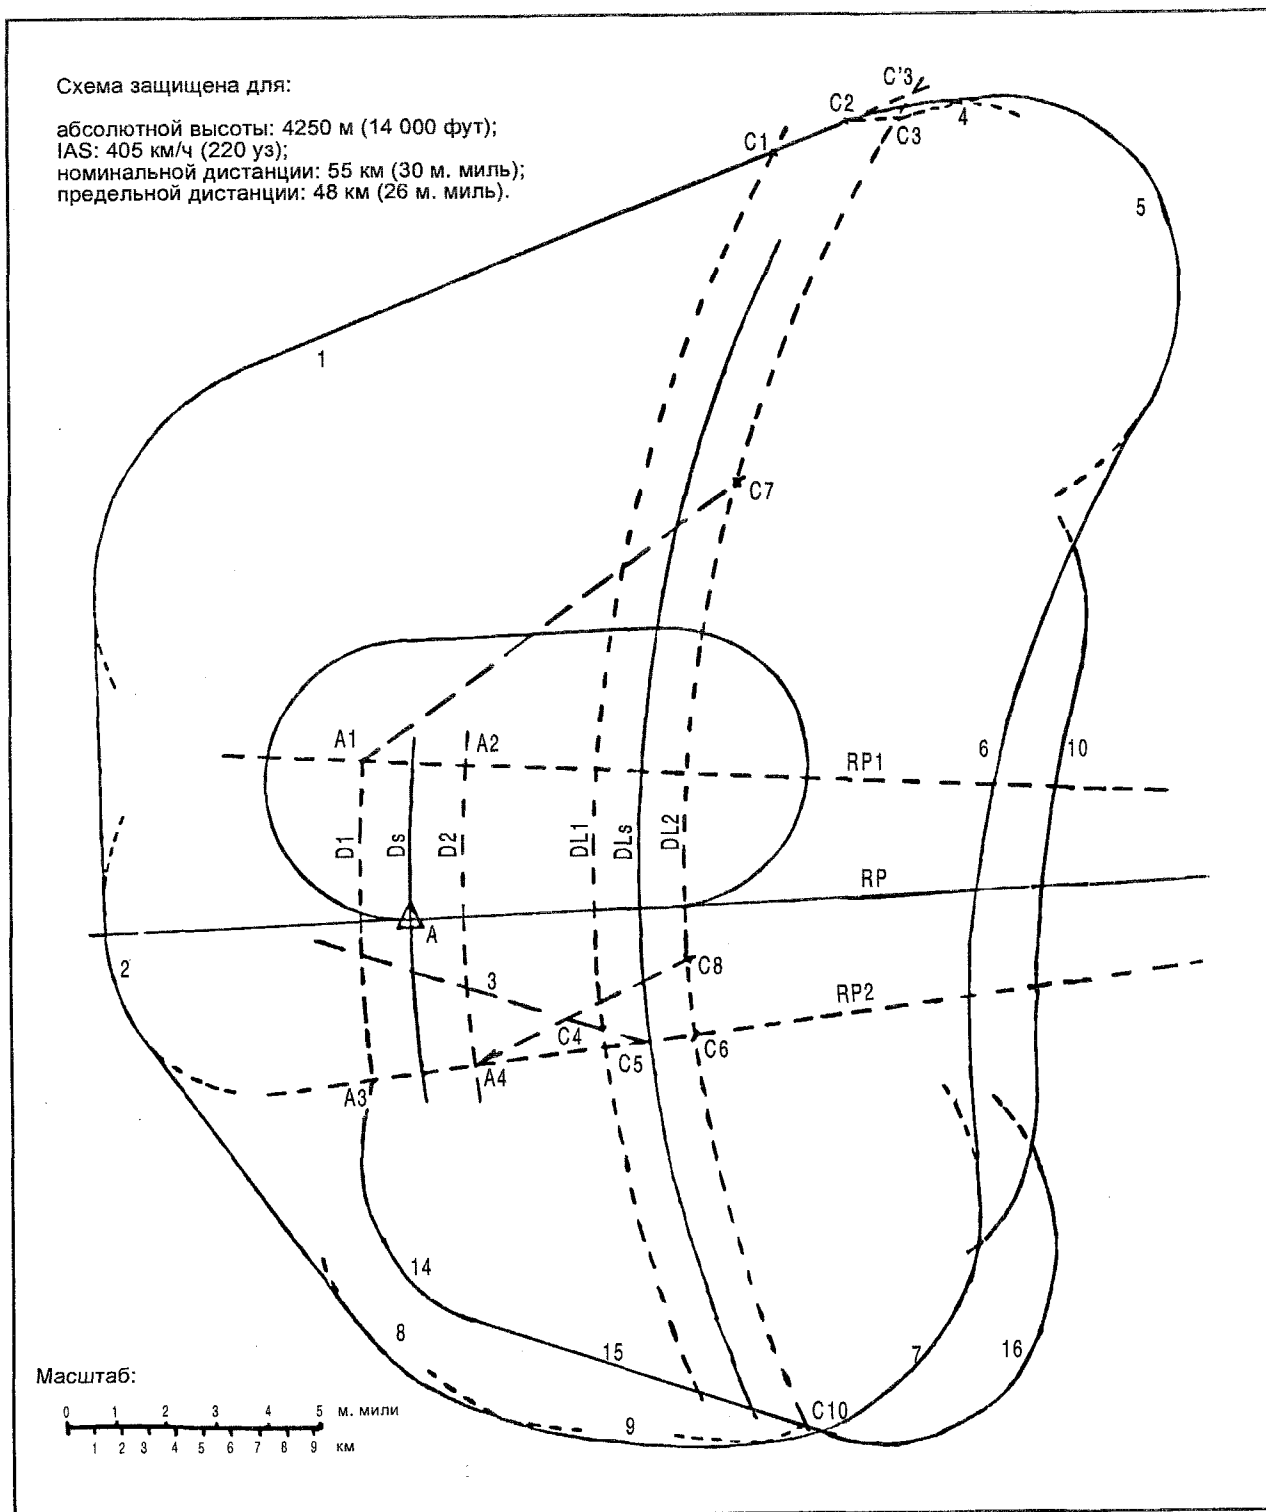 Схема защищена для:
абсолютной высоты: 4250 м (14 000 фут);
IAS: 405 км/ч (220 уз);
номинальной дистанции: 55 км (30 м. миль);
предельной дистанции: 48 км (26 м. миль).
C'3
C2
C1
C3
4
5
1
C7
A1
A2
RP1
6
10
D1
Ds
D2
DL1
DLs
DL2
RP
A
2
3
C8
RP2
C4
C5
C6
A4
A3
14
8
15
7
16
9
C10
Масштаб:
0 1 2 3 4 5 м. мили
1 2 3 4 5 6 7 8 9 км